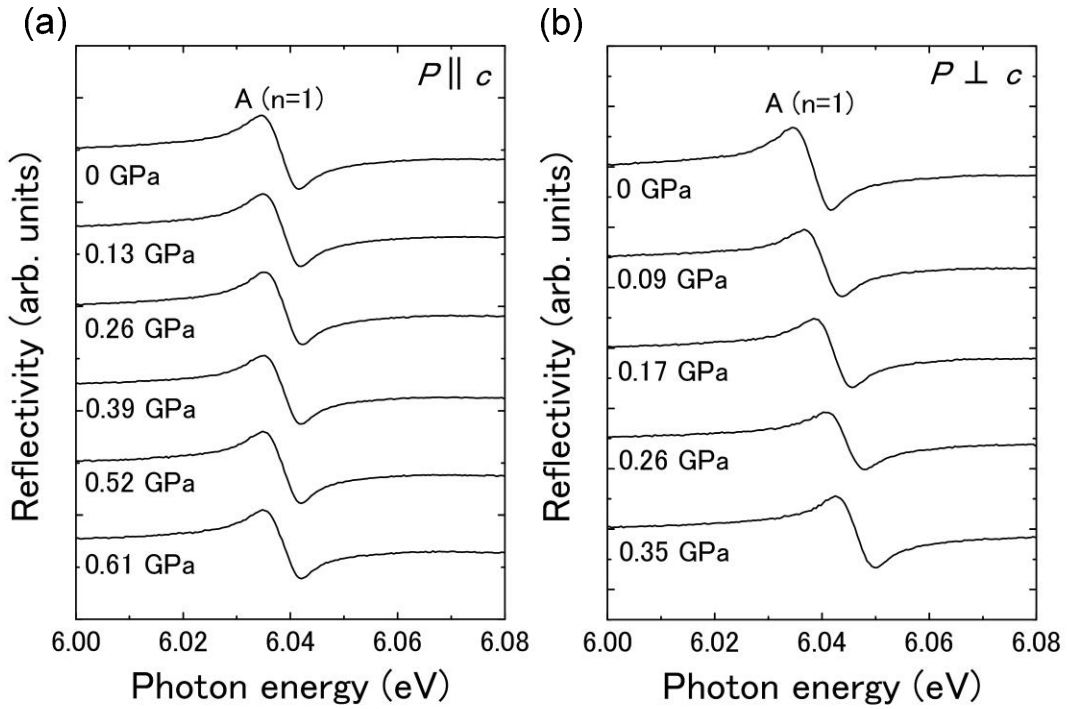 (a)
P ∥ c
A (n=1)
0 GPa
0.13 GPa
0.26 GPa
0.39 GPa
0.52 GPa
0.61 GPa
Reflectivity (arb. units)
6.00 6.02 6.04 6.06 6.08
Photon energy (eV)
(b)
P ⊥ c
A (n=1)
0 GPa
0.09 GPa
0.17 GPa
0.26 GPa
0.35 GPa
Reflectivity (arb. units)
6.00 6.02 6.04 6.06 6.08
Photon energy (eV)